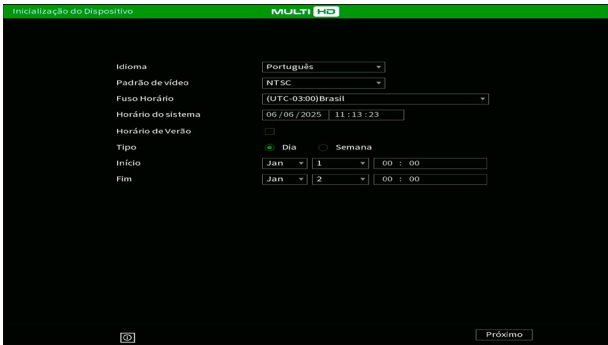 Inicialização do Dispositivo MULTI HD
Idioma Português
Padrão de vídeo NTSC
Fuso Horário (UTC-03:00)Brasil
Horário do sistema 06/06/2025 11:13:23
Horário de Verão
Tipo Dia Semana
Início Jan 1 00 : 00
Fim Jan 2 00 : 00
Próximo